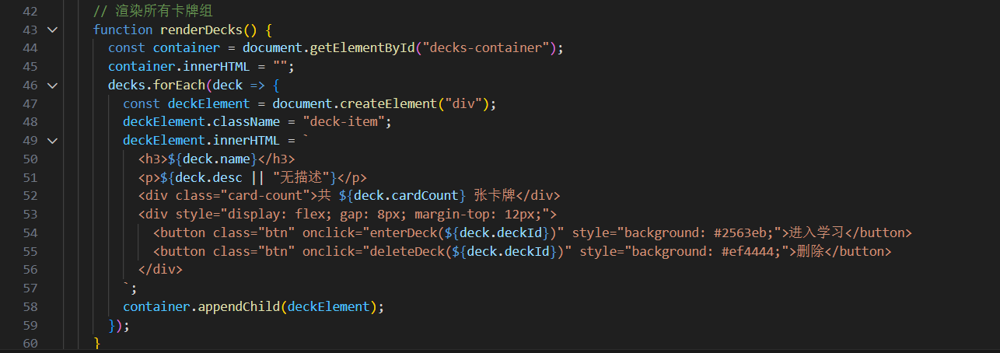 42 // 渲染所有卡牌组
43 function renderDecks() {
44 const container = document.getElementById("decks-container");
45 container.innerHTML = "";
46 decks.forEach(deck => {
47 const deckElement = document.createElement("div");
48 deckElement.className = "deck-item";
49 deckElement.innerHTML = `
50 <h3>${deck.name}</h3>
51 <p>${deck.desc || "无描述"}</p>
52 <div class="card-count">共 ${deck.cardCount} 张卡牌</div>
53 <div style="display: flex; gap: 8px; margin-top: 12px;">
54 <button class="btn" onclick="enterDeck(${deck.deckId})" style="background: #2563eb;">进入学习</button>
55 <button class="btn" onclick="deleteDeck(${deck.deckId})" style="background: #ef4444;">删除</button>
56 </div>
57 `;
58 container.appendChild(deckElement);
59 });
60 }